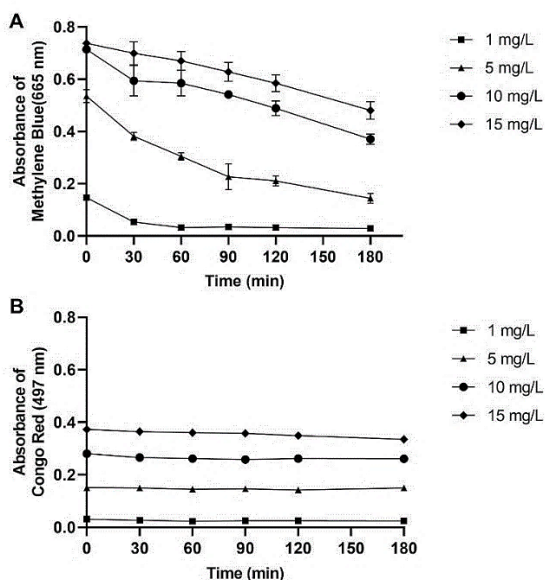 A
Absorbance of
Methylene Blue(665 nm)
0.8
0.6
0.4
0.2
0.0
0 30 60 90 120 150 180
Time (min)
1 mg/L
5 mg/L
10 mg/L
15 mg/L
B
Absorbance of
Congo Red (497 nm)
0.8
0.6
0.4
0.2
0.0
0 30 60 90 120 150 180
Time (min)
1 mg/L
5 mg/L
10 mg/L
15 mg/L